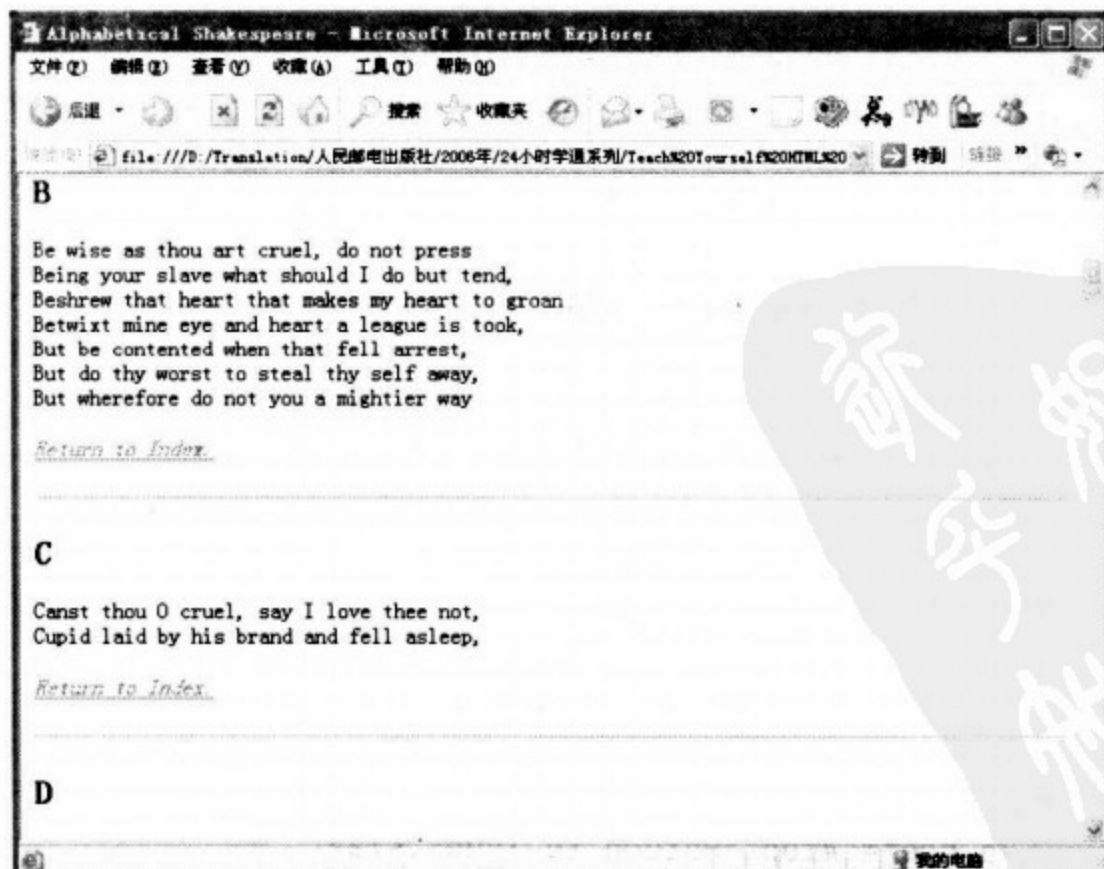 Alphabetical Shakespeare - Microsoft Internet Explorer
文件(F) 编辑(E) 查看(V) 收藏(A) 工具(T) 帮助(H)
后退 搜索 收藏夹
file:///D:/Translation/人民邮电出版社/2006年/24小时学通系列/Teach%20Yourself%20HTML%20 转到 链接 »
B
Be wise as thou art cruel, do not press
Being your slave what should I do but tend,
Beshrew that heart that makes my heart to groan
Betwixt mine eye and heart a league is took,
But be contented when that fell arrest,
But do thy worst to steal thy self away,
But wherefore do not you a mightier way
Return to Index.
C
Canst thou O cruel, say I love thee not,
Cupid laid by his brand and fell asleep,
Return to Index.
D
我的电脑